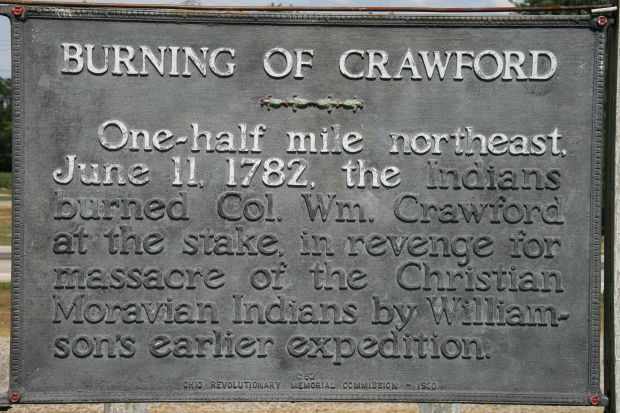 BURNING OF CRAWFORD
One-half mile northeast,
June 11, 1782, the Indians
burned Col. Wm. Crawford
at the stake, in revenge for
massacre of the Christian
Moravian Indians by William-
son's earlier expedition.
C 52
OHIO REVOLUTIONARY MEMORIAL COMMISSION - 1930